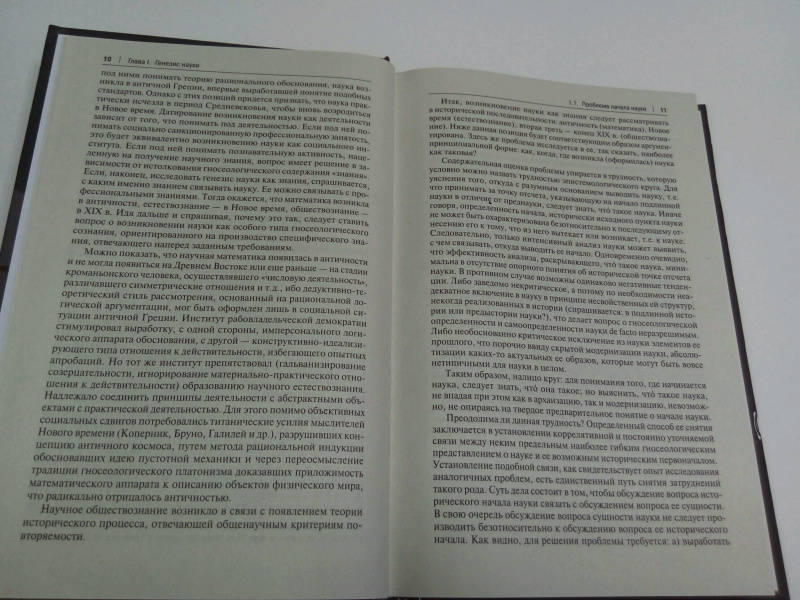 10 | Глава I. Генезис науки
под ними понимать теорию рационального обоснования, наука воз-
никла в античной Греции, впервые выработавшей понятие подобных
стандартов. Однако с этих позиций придется признать, что наука прак-
тически исчезла в период Средневековья, чтобы вновь возродиться
в Новое время. Датирование возникновения науки как деятельности
зависит от того, что понимать под деятельностью. Если под ней по-
нимать социально санкционированную профессиональную занятость,
это будет эквивалентно возникновению науки как социального ин-
ститута. Если под ней понимать познавательную активность, наце-
ленную на получение научного знания, вопрос имеет решение в за-
висимости от истолкования гносеологического содержания «знания».
Если, наконец, исследовать генезис науки как знания, спрашивается,
с каким именно знанием связывать науку. Ее можно связывать с про-
фессиональными знаниями. Тогда окажется, что математика возникла
в античности, естествознание — в Новое время, обществознание —
в XIX в. Идя дальше и спрашивая, почему это так, следует ставить
вопрос о возникновении науки как особого типа гносеологического
сознания, ориентированного на производство специфического зна-
ния, отвечающего наперед заданным требованиям.
Можно показать, что научная математика появилась в античности
и не могла появиться на Древнем Востоке или еще раньше — на стадии
кроманьонского человека, осуществлявшего «числовую деятельность»,
различавшего симметрические отношения и т.д., ибо дедуктивно-те-
оретический стиль рассмотрения, основанный на рациональной ло-
гической аргументации, мог быть оформлен лишь в социальной си-
туации античной Греции. Институт рабовладельческой демократии
стимулировал выработку, с одной стороны, имперсонального логи-
ческого аппарата обоснования, с другой — конструктивно-идеализи-
рующего типа отношения к действительности, избегающего опытных
апробаций. Но тот же институт препятствовал (гальванизирование
созерцательности, игнорирование материально-практического отно-
шения к действительности) образованию научного естествознания.
Надлежало соединить принципы деятельности с абстрактными объ-
ектами с практической деятельностью. Для этого помимо объективных
социальных сдвигов потребовались титанические усилия мыслителей
Нового времени (Коперник, Бруно, Галилей и др.), разрушивших кон-
цепцию античного космоса, путем метода рациональной индукции
обосновавших идею пустотной механики и через переосмысление
традиции гносеологического платонизма доказавших приложимость
математического аппарата к описанию объектов физического мира,
что радикально отрицалось античностью.
Научное обществознание возникло в связи с появлением теории
исторического процесса, отвечающей общенаучным критериям по-
вторяемости.
1.1. Проблема начала науки | 11
Итак, возникновение науки как знания следует рассматривать
в исторической последовательности: античность (математика), Новое
время (естествознание), вторая треть — конец XIX в. (обществозна-
ние). Ниже данная позиция будет соответствующим образом аргумен-
тирована. Здесь же проблема исследуется в ее, так сказать, наиболее
принципиальной форме: как, когда, где возникла (оформилась) наука
как таковая?
Содержательная оценка проблемы упирается в трудность, которую
условно можно назвать трудностью эпистемологического круга. Для
уяснения того, откуда с разумным основанием выводить науку, т.е.
что принимать за точку отсчета, указывающую на начало подлинной
науки в отличие от преднауки, следует знать, что такое наука. Иначе
говоря, определенность начала, исторически исходного пункта науки
не может быть охарактеризована безотносительно к последующему от-
несению его к тому, что из него вытекает или возникает, т.е. к науке.
Следовательно, только интенсивный анализ науки может выявить,
с чем связывать, откуда выводить ее начало. Одновременно очевидно,
что эффективность анализа, раскрывающего, что такое наука, мини-
мальна в отсутствие опорного понятия об исторической точке отсчета
науки. В противном случае возможны одинаково негативные тенден-
ции. Либо заведомо некритическое, а потому по необходимости неаде-
кватное включение в науку в принципе несвойственных ей структур,
некогда реализованных в истории (спрашивается: в подлинной исто-
рии или предыстории науки?), что делает вопрос о гносеологической
определенности и самоопределенности науки de facto неразрешимым.
Либо необоснованно критическое исключение из науки элементов ее
прошлого, что порочно ввиду скрытой модернизации науки, абсолю-
тизации каких-то актуальных ее образов, которые могут быть вовсе
нетипичными для науки в целом.
Таким образом, налицо круг: для понимания того, где начинается
наука, следует знать, что она такое; но выяснить, что такое наука,
не впадая при этом как в архаизацию, так и модернизацию, невозмож-
но, не опираясь на твердое предварительное понятие о начале науки.
Преодолима ли данная трудность? Определенный способ ее снятия
заключается в установлении коррелятивной и постоянно уточняемой
связи между неким предельно наиболее гибким гносеологическим
представлением о науке и ее возможным историческим первоначалом.
Установление подобной связи, как свидетельствует опыт исследования
аналогичных проблем, есть единственный путь снятия затруднений
такого рода. Суть дела состоит в том, чтобы обсуждение вопроса исто-
рического начала науки связать с обсуждением вопроса ее сущности.
В свою очередь обсуждение вопроса сущности науки не следует про-
изводить безотносительно к обсуждению вопроса ее исторического
начала. Как видно, для решения проблемы требуется: а) выработать